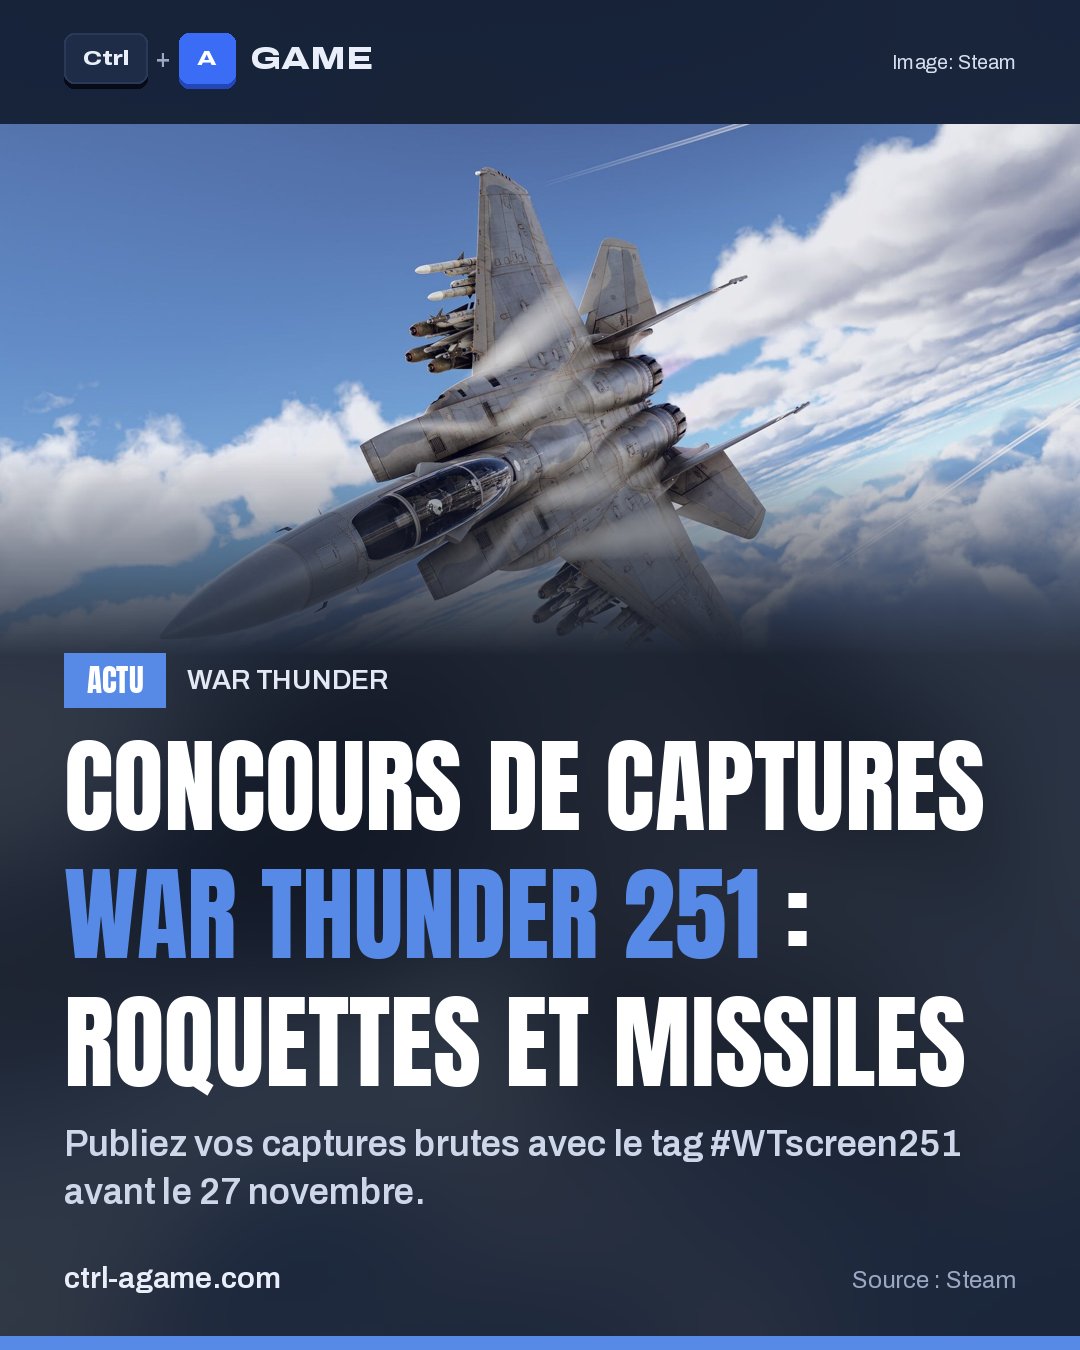 Ctrl + A GAME
Image: Steam
ACTU WAR THUNDER
CONCOURS DE CAPTURES
WAR THUNDER 251 :
ROQUETTES ET MISSILES
Publiez vos captures brutes avec le tag #WTscreen251
avant le 27 novembre.
ctrl-agame.com
Source : Steam